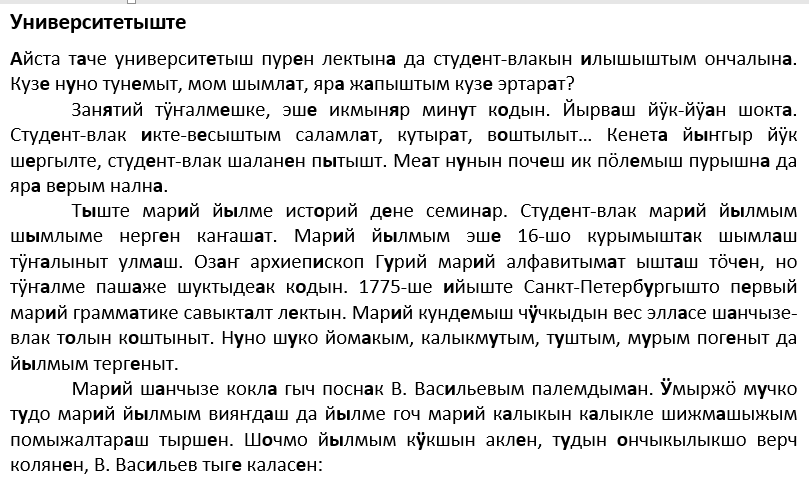 Университетыште
Айста таче университетыш пурен лектына да студент-влакын илышыштым ончалына.
Кузе нуно тунемыт, мом шымлат, яра жапыштым кузе эртарат?
Занятий тӱҥалмешке, эше икмыняр минут кодын. Йырваш йӱк-йӱан шокта.
Студент-влак икте-весыштым саламлат, кутырат, воштылыт... Кенета йыҥгыр йӱк
шергылте, студент-влак шаланен пытышт. Меат нунын почеш ик пӧлемыш пурышна да
яра верым нална.
Тыште марий йылме историй дене семинар. Студент-влак марий йылмым
шымлыме нерген каҥашат. Марий йылмым эше 16-шо курымыштак шымлаш
тӱҥалыныт улмаш. Озаҥ архиепископ Гурий марий алфавитымат ышташ тӧчен, но
тӱҥалме пашаже шуктыдеак кодын. 1775-ше ийыште Санкт-Петербургышто первый
марий грамматике савыкталт лектын. Марий кундемыш чӱчкыдын вес элласе шанчызе-
влак толын коштыныт. Нуно шуко йомакым, калыкмутым, туштым, мурым погеныт да
йылмым тергеныт.
Марий шанчызе кокла гыч поснак В. Васильевым палемдыман. Ӱмыржӧ мучко
тудо марий йылмым вияҥдаш да йылме гоч марий калыкын калыкле шижмашыжым
помыжалтараш тыршен. Шочмо йылмым кӱкшын аклен, тудын ончыкылыкшо верч
колянен, В. Васильев тыге каласен: